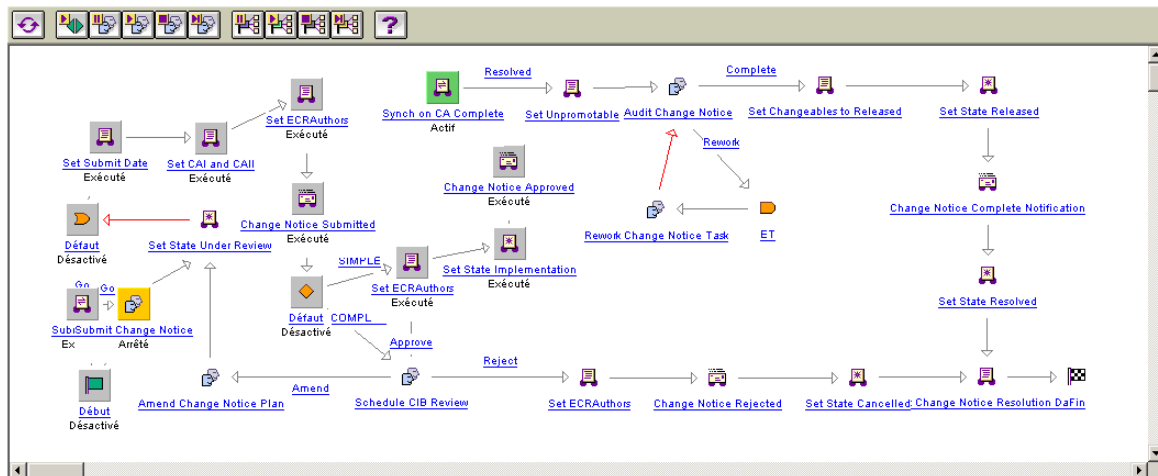 Resolved
Complete
Set ECRAuthors
Exécuté
Synch on CA Complete
Actif
Set Unpromotable
Audit Change Notice
Set Changeables to Released
Set State Released
Set Submit Date
Exécuté
Set CAI and CAII
Exécuté
Rework
Change Notice Approved
Exécuté
Change Notice Submitted
Exécuté
Change Notice Complete Notification
Défaut
Désactivé
Set State Under Review
Rework Change Notice Task
ET
SIMPLE
Set State Implementation
Exécuté
Set ECRAuthors
Exécuté
Go
Go
Set State Resolved
Défaut
Désactivé
COMPL
Submit Change Notice
Ex
Arrêté
Approve
Reject
Amend
Début
Désactivé
Amend Change Notice Plan
Schedule CIB Review
Set ECRAuthors
Change Notice Rejected
Set State Cancelled
Change Notice Resolution Da
Fin